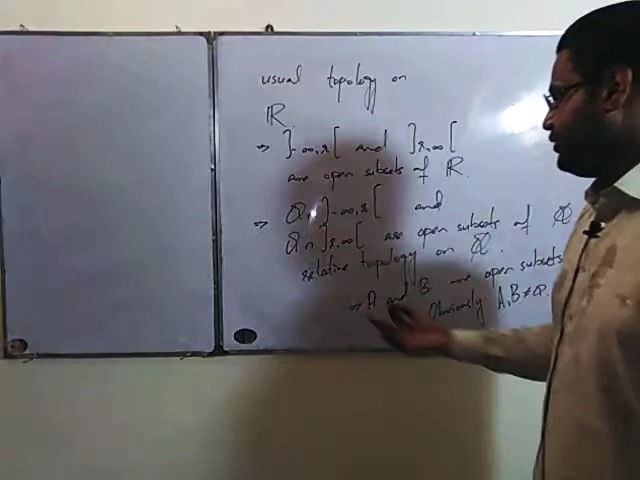 usual topology on
ℝ.
⇒ ]-∞, r[ and ]r, ∞[
are open subsets of ℝ.
⇒ ℚ ∩ ]-∞, r[ and
ℚ ∩ ]r, ∞[ are open subsets of ℚ
relative topology on ℚ.
⇒ A and B are open subsets
Obviously A, B ≠ Φ.